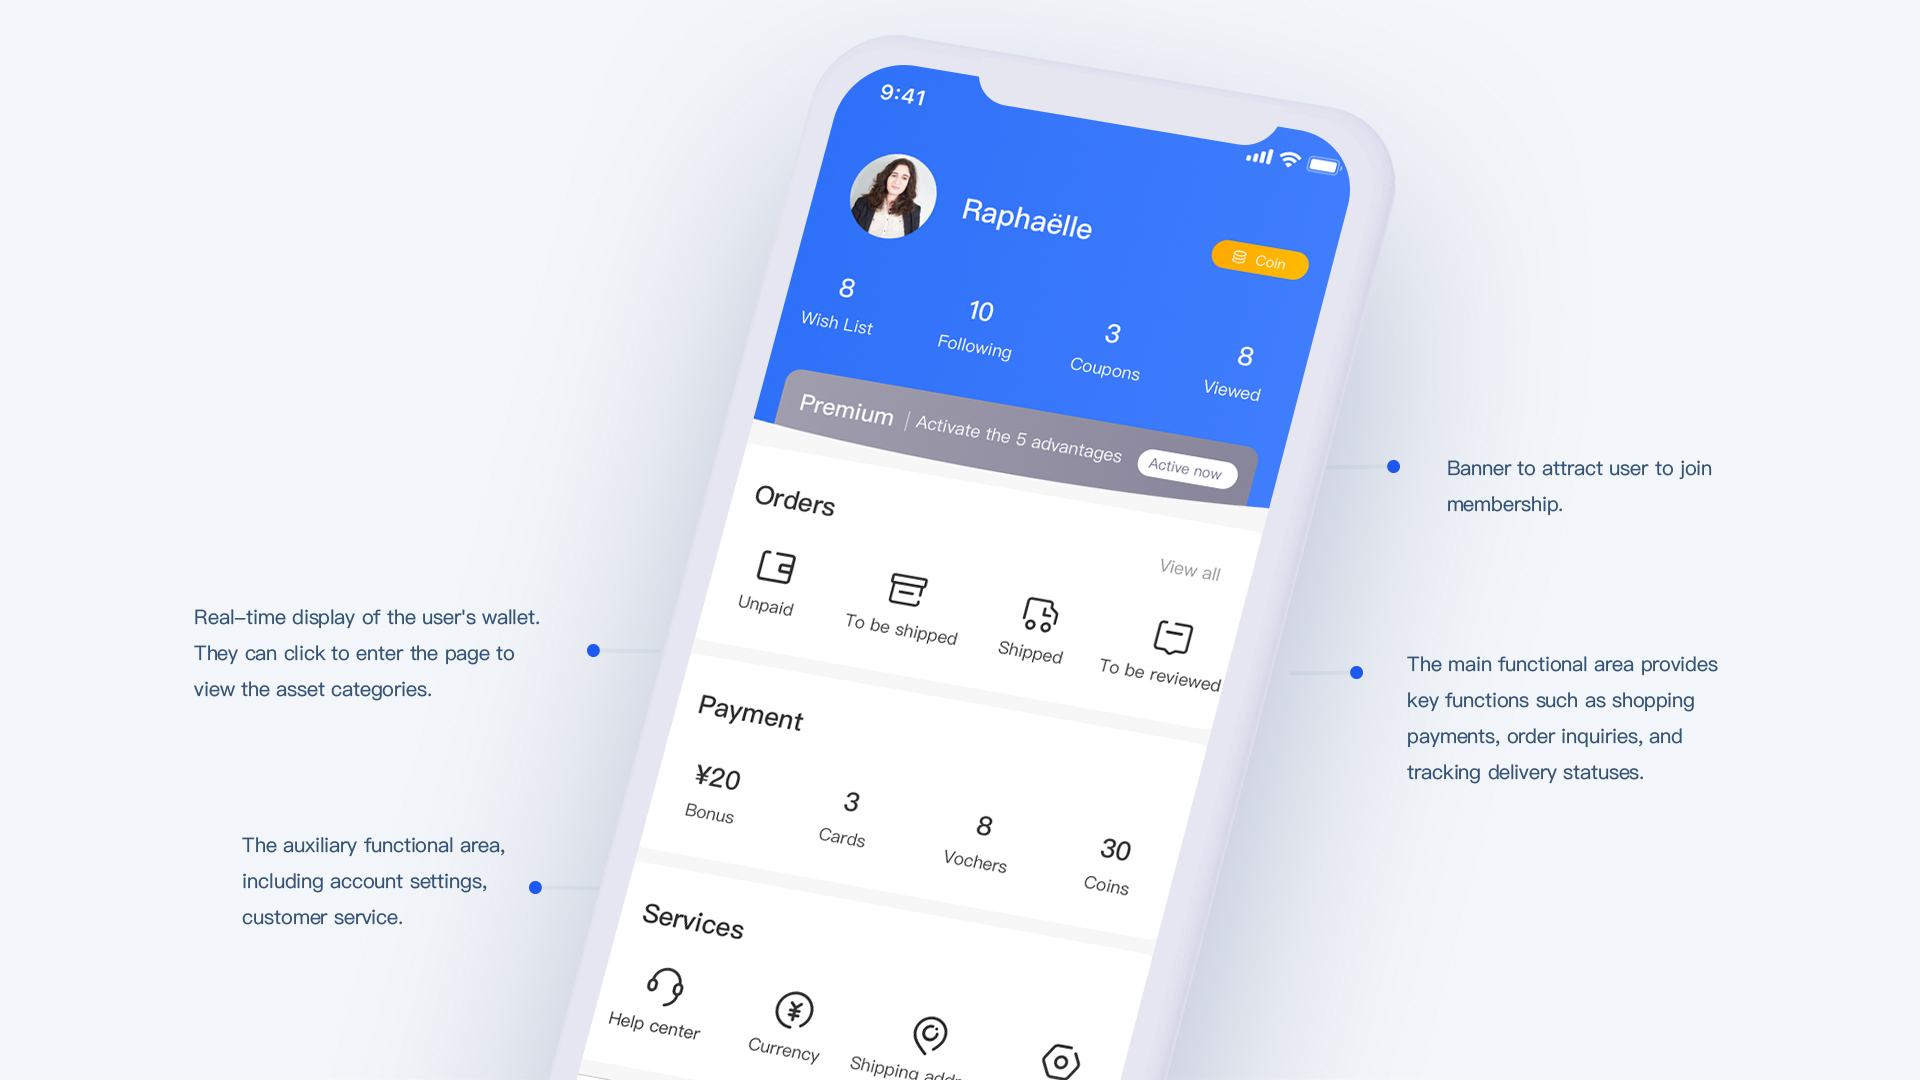 9:41
Raphaëlle
Coin
8
Wish List
10
Following
3
Coupons
8
Viewed
Premium | Activate the 5 advantages
Active now
Banner to attract user to join
membership.
Orders
View all
Unpaid
To be shipped
Shipped
To be reviewed
Real-time display of the user's wallet.
They can click to enter the page to
view the asset categories.
The main functional area provides
key functions such as shopping
payments, order inquiries, and
tracking delivery statuses.
Payment
¥20
Bonus
3
Cards
8
Vochers
30
Coins
The auxiliary functional area,
including account settings,
customer service.
Services
Help center
Currency
Shipping